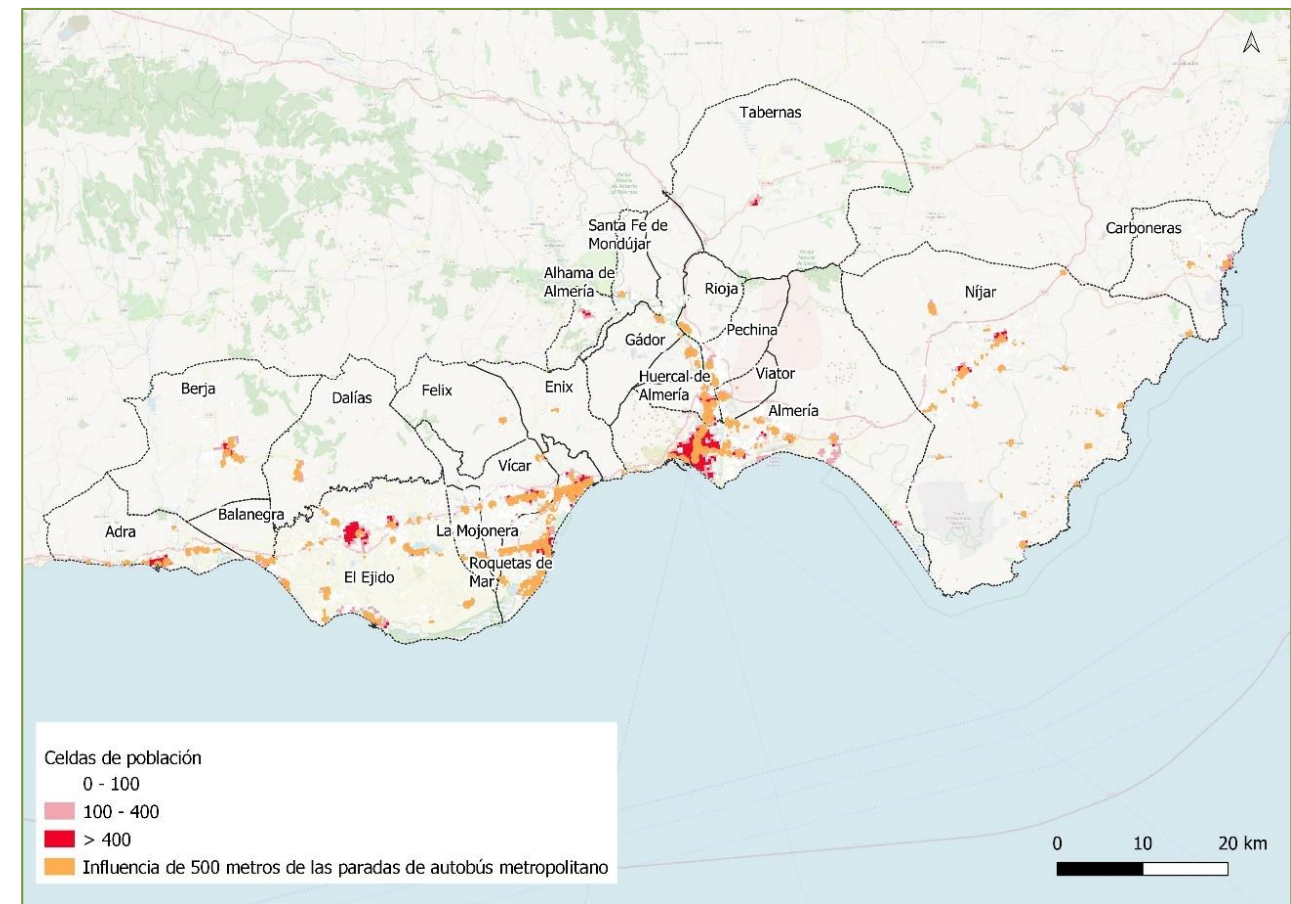 Tabernas
Santa Fe de
Mondújar
Carboneras
Alhama de
Almería
Rioja
Níjar
Pechina
Gádor
Huercal de
Almería
Viator
Berja
Dalías
Felix
Enix
Almería
Vícar
Balanegra
Adra
La Mojonera
Roquetas de
Mar
El Ejido
Celdas de población
0 - 100
100 - 400
> 400
Influencia de 500 metros de las paradas de autobús metropolitano
0 10 20 km